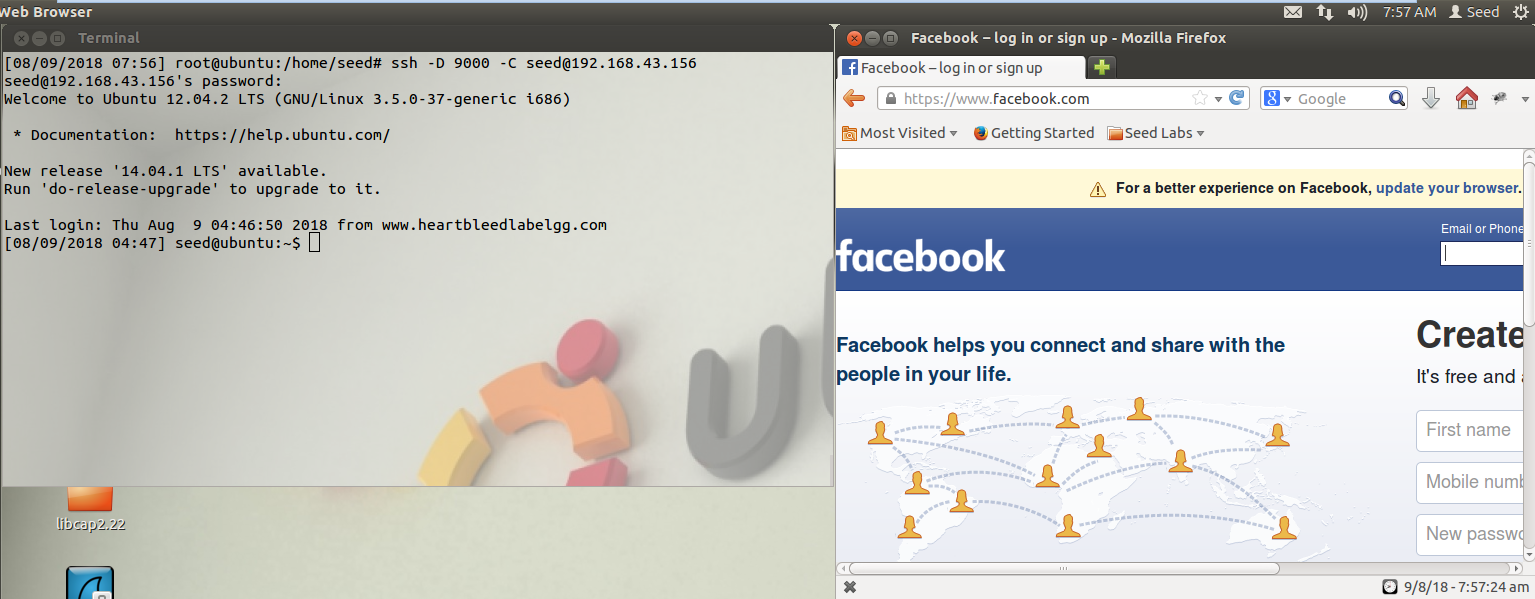 Web Browser
7:57 AM Seed
Terminal
[08/09/2018 07:56] root@ubuntu:/home/seed# ssh -D 9000 -C seed@192.168.43.156
seed@192.168.43.156's password:
Welcome to Ubuntu 12.04.2 LTS (GNU/Linux 3.5.0-37-generic i686)
* Documentation:  https://help.ubuntu.com/
New release '14.04.1 LTS' available.
Run 'do-release-upgrade' to upgrade to it.
Last login: Thu Aug  9 04:46:50 2018 from www.heartbleedlabelgg.com
[08/09/2018 04:47] seed@ubuntu:~$
libcap2.22
Facebook – log in or sign up - Mozilla Firefox
Facebook – log in or sign up
https://www.facebook.com
Google
Most Visited Getting Started Seed Labs
For a better experience on Facebook, update your browser.
Email or Phone
facebook
Facebook helps you connect and share with the
people in your life.
Create
It's free and a
First name
Mobile numb
New passwo
9/8/18 - 7:57:24 am